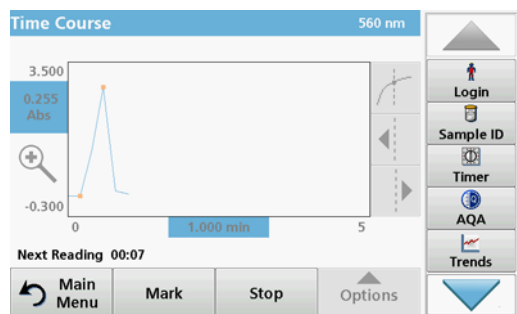 Time Course 560 nm
3.500
0.255
Abs
-0.300
0 1.000 min 5
Next Reading 00:07
Main
Menu
Mark
Stop
Options
Login
Sample ID
Timer
AQA
Trends